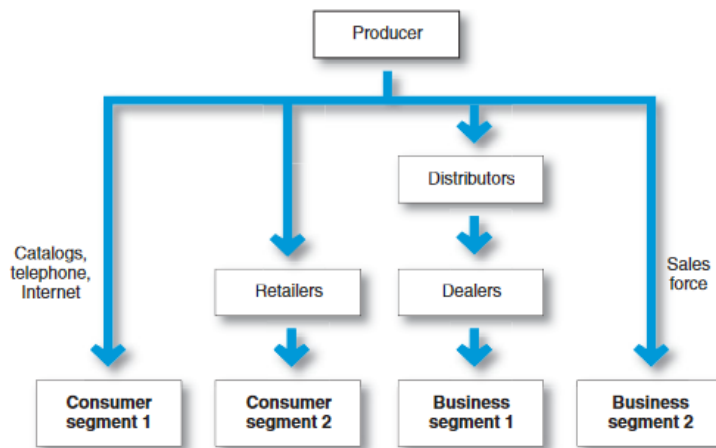 Producer
Distributors
Catalogs,
telephone,
Internet
Retailers
Dealers
Sales
force
Consumer
segment 1
Consumer
segment 2
Business
segment 1
Business
segment 2